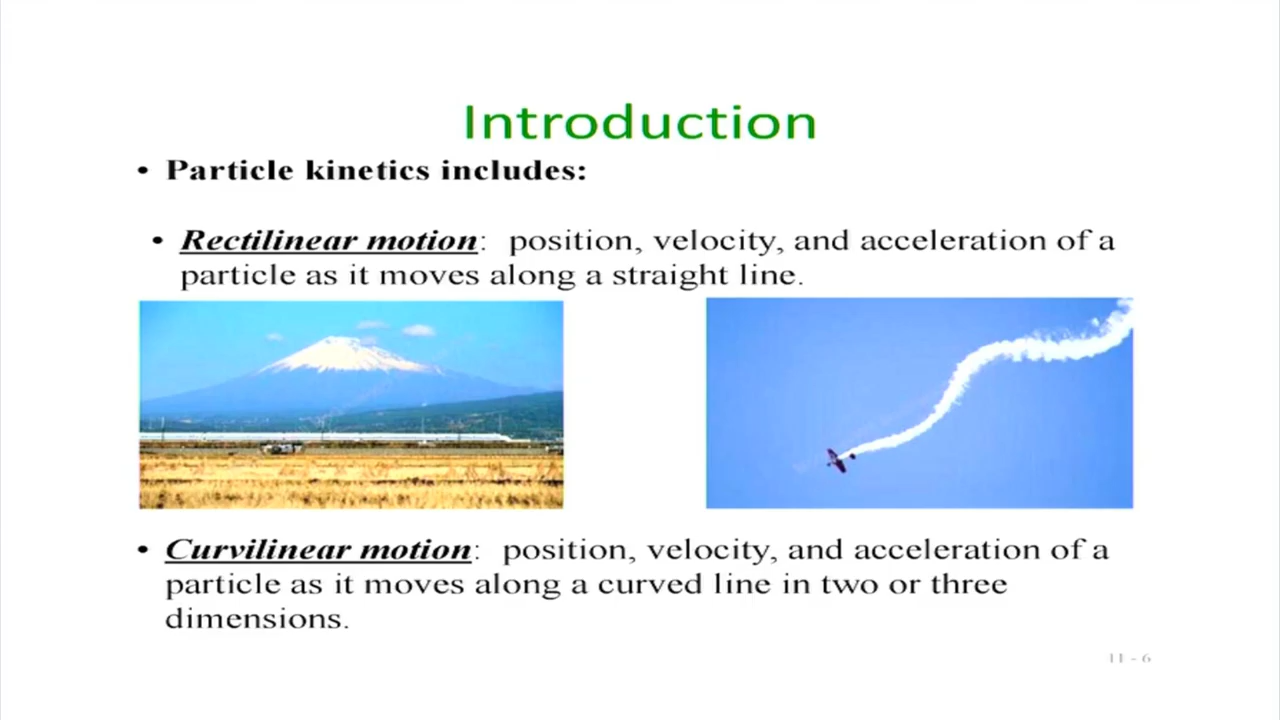 Introduction
• Particle kinetics includes:
• Rectilinear motion: position, velocity, and acceleration of a
particle as it moves along a straight line.
• Curvilinear motion: position, velocity, and acceleration of a
particle as it moves along a curved line in two or three
dimensions.
11 - 6